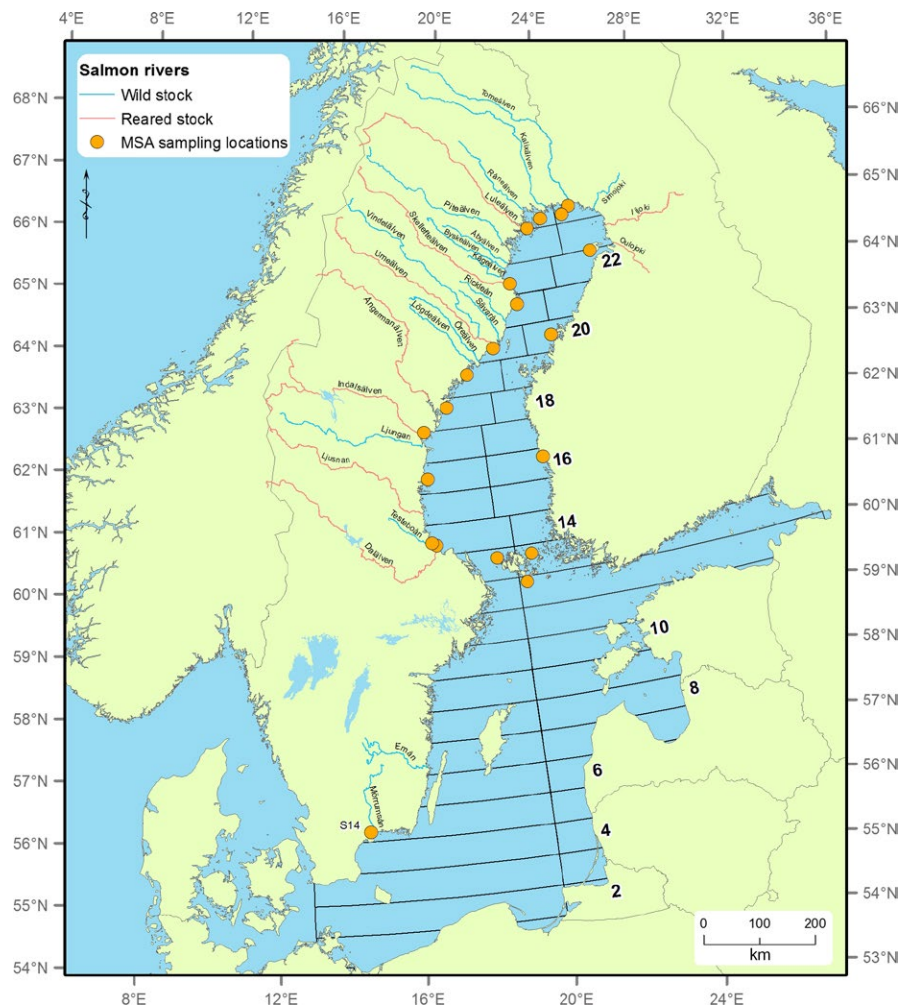 4°E 8°E 12°E 16°E 20°E 24°E 28°E 32°E 36°E
Salmon rivers
Wild stock
Reared stock
MSA sampling locations
68°N
67°N
66°N
65°N
64°N
63°N
62°N
61°N
60°N
59°N
58°N
57°N
56°N
55°N
54°N
66°N
65°N
64°N
63°N
62°N
61°N
60°N
59°N
58°N
57°N
56°N
55°N
54°N
53°N
Torneälven
Kalixälven
Råneälven
Luleälven
Simojoki
Iijoki
Oulojoki
Piteälven
Åbyälven
Byskeälven
Kågeälven
Skellefteälven
Vindelälven
Rickleån
Sävarån
Umeälven
Öreälven
Lögdeälven
Ångermanälven
Indalsälven
Ljungan
Ljusnan
Testeboån
Dalälven
Emån
Mörrumsån
S14
22
20
18
16
14
10
8
6
4
2
0 100 200
km
8°E 12°E 16°E 20°E 24°E